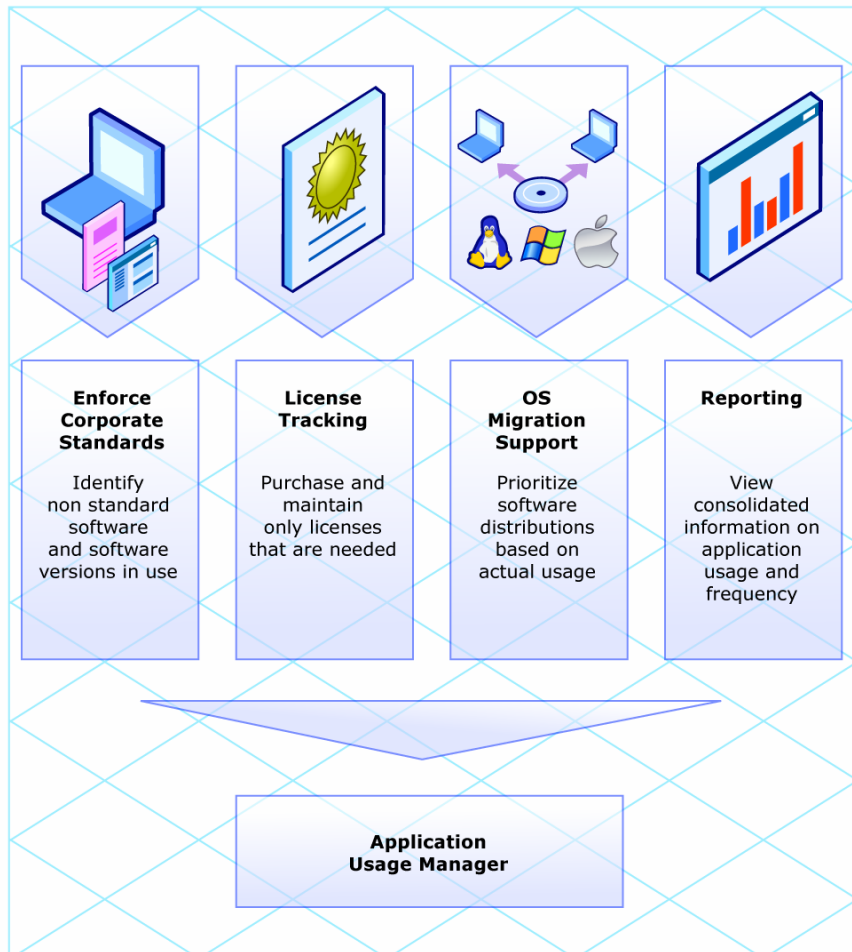 Enforce
Corporate
Standards
Identify
non standard
software
and software
versions in use
License
Tracking
Purchase and
maintain
only licenses
that are needed
OS
Migration
Support
Prioritize
software
distributions
based on
actual usage
Reporting
View
consolidated
information on
application
usage and
frequency
Application
Usage Manager